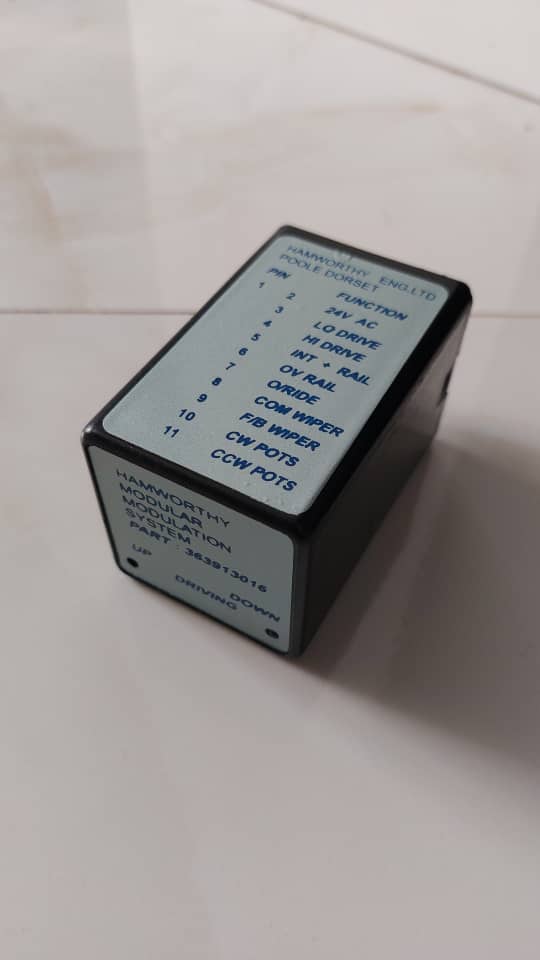 HAMWORTHY ENG.LTD
POOLE DORSET
PIN FUNCTION
1 2 24V AC
3 LO DRIVE
4 HI DRIVE
5 INT + RAIL
6 OV RAIL
7 O/RIDE
8 COM WIPER
9 F/B WIPER
10 CW POTS
11 CCW POTS
HAMWORTHY
MODULAR
MODULATION
SYSTEM
PART : 363913016
UP DOWN
DRIVING